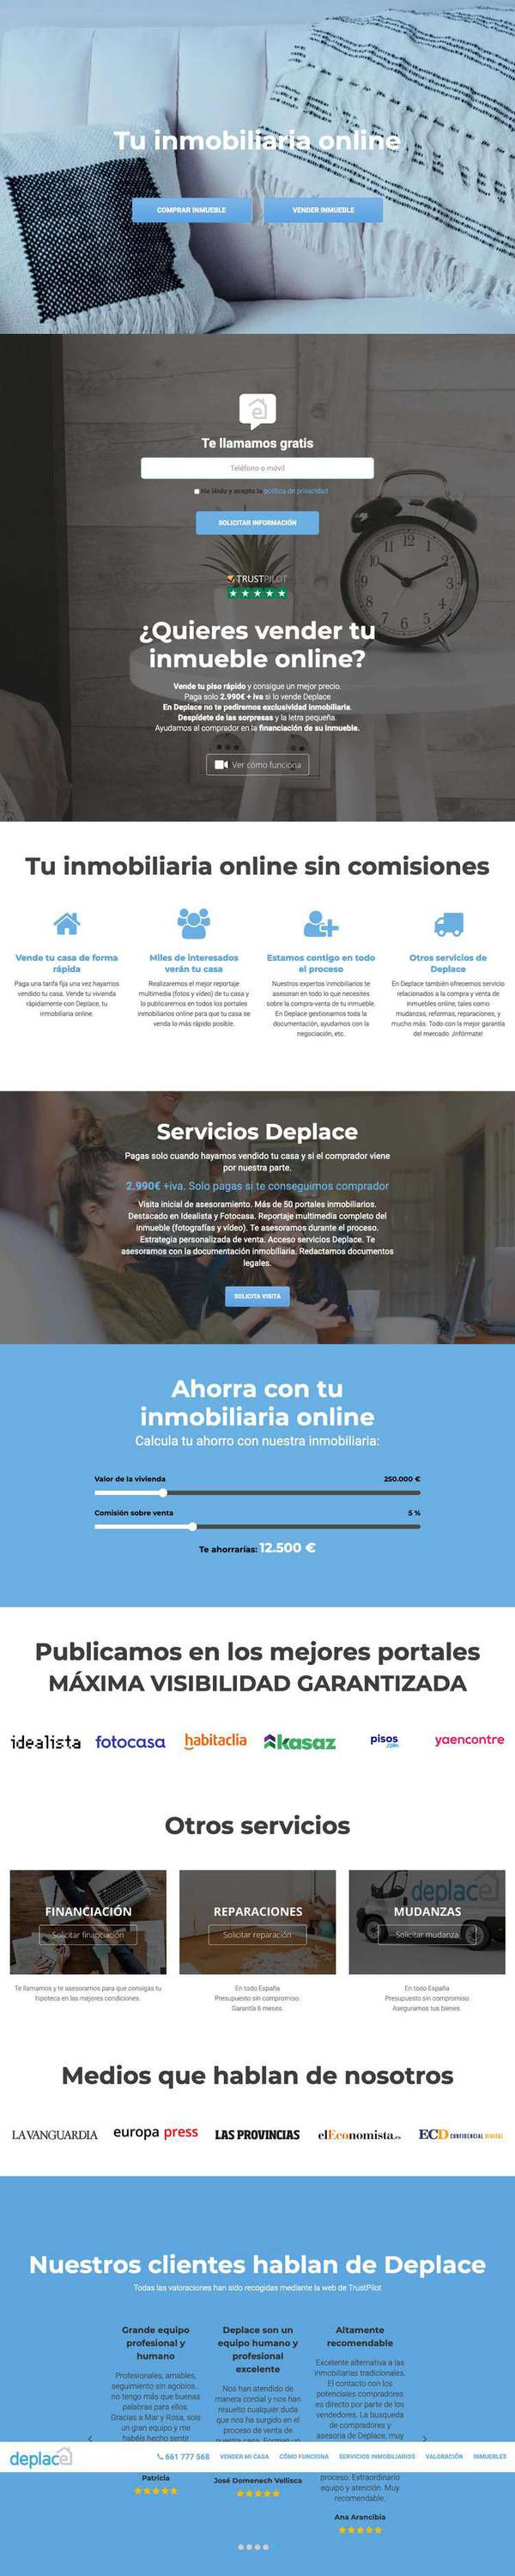 Tu inmobiliaria online
COMPRAR INMUEBLE
VENDER INMUEBLE
Te llamamos gratis
Teléfono o móvil
He leído y acepto la política de privacidad
SOLICITAR INFORMACIÓN
TRUSTPILOT
¿Quieres vender tu
inmueble online?
Vende tu piso rápido y consigue un mejor precio.
Paga solo 2.990€ + iva si lo vende Deplace
En Deplace no te pediremos exclusividad inmobiliaria.
Despídete de las sorpresas y la letra pequeña.
Ayudamos al comprador en la financiación de su inmueble.
Ver cómo funciona
Tu inmobiliaria online sin comisiones
Vende tu casa de forma
rápida
Paga una tarifa fija una vez hayamos
vendido tu casa. Vende tu vivienda
rápidamente con Deplace, tu
inmobiliaria online.
Miles de interesados
verán tu casa
Realizaremos el mejor reportaje
multimedia (fotos y vídeo) de tu casa y
lo publicaremos en todos los portales
inmobiliarios online para que tu casa se
venda lo más rápido posible.
Estamos contigo en todo
el proceso
Nuestros expertos inmobiliarios te
asesoran en todo lo que necesites
sobre la compra-venta de tu inmueble.
En Deplace gestionamos toda la
documentación, ayudamos con la
negociación, etc.
Otros servicios de
Deplace
En Deplace también ofrecemos servicio
relacionados a la compra y venta de
inmuebles online, tales como
mudanzas, reformas, reparaciones, y
mucho más. Todo con la mejor garantía
del mercado. ¡Infórmate!
Servicios Deplace
Pagas solo cuando hayamos vendido tu casa y si el comprador viene
por nuestra parte.
2.990€ +iva. Solo pagas si te conseguimos comprador
Visita inicial de asesoramiento. Más de 50 portales inmobiliarios.
Destacado en Idealista y Fotocasa. Reportaje multimedia completo del
inmueble (fotografías y vídeo). Te asesoramos durante el proceso.
Estrategia personalizada de venta. Acceso servicios Deplace. Te
asesoramos con la documentación inmobiliaria. Redactamos documentos
legales.
SOLICITA VISITA
Ahorra con tu
inmobiliaria online
Calcula tu ahorro con nuestra inmobiliaria:
Valor de la vivienda 250.000 €
Comisión sobre venta 5 %
Te ahorrarías: 12.500 €
Publicamos en los mejores portales
MÁXIMA VISIBILIDAD GARANTIZADA
idealista fotocasa habitaclia kasaz pisos.com yaencontre
Otros servicios
FINANCIACIÓN
Solicitar financiación
Te llamamos y te asesoramos para que consigas tu
hipoteca en las mejores condiciones.
REPARACIONES
Solicitar reparación
En todo España
Presupuesto sin compromiso
Garantía 6 meses.
deplace
MUDANZAS
Solicitar mudanza
En todo España
Presupuesto sin compromiso
Aseguramos tus bienes.
Medios que hablan de nosotros
LA VANGUARDIA europa press LAS PROVINCIAS elEconomista.es ECD CONFIDENCIAL DIGITAL
Nuestros clientes hablan de Deplace
Todas las valoraciones han sido recogidas mediante la web de TrustPilot
Grande equipo
profesional y
humano
Profesionales, amables,
seguimiento sin agobios..
no tengo más que buenas
palabras para ellos.
Gracias a Mar y Rosa, sois
un gran equipo y me
habéis hecho sentir
Patricia
Deplace son un
equipo humano y
profesional
excelente
Nos han atendido de
manera cordial y nos han
resuelto cualquier duda
que nos ha surgido en el
proceso de venta de
nuestra casa. Forman un
José Domenech Vellisca
Altamente
recomendable
Excelente alternativa a las
inmobiliarias tradicionales.
El contacto con los
potenciales compradores
es directo por parte de los
vendedores. La busqueda
de compradores y
asesoria de Deplace, muy
proceso. Extraordinario
equipo y atención. Muy
recomendable.
Ana Arancibia
deplace
661 777 568 VENDER MI CASA CÓMO FUNCIONA SERVICIOS INMOBILIARIOS VALORACIÓN INMUEBLES